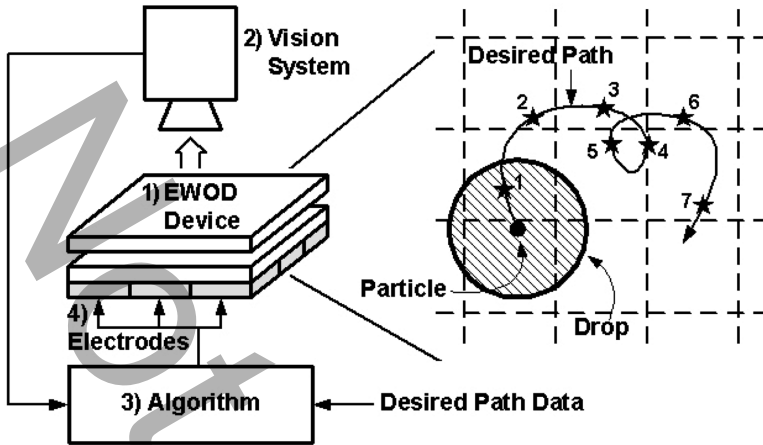 2) Vision
System
1) EWOD
Device
4)
Electrodes
3) Algorithm
Desired Path Data
Desired Path
1
2
3
4
5
6
7
Particle
Drop
Not